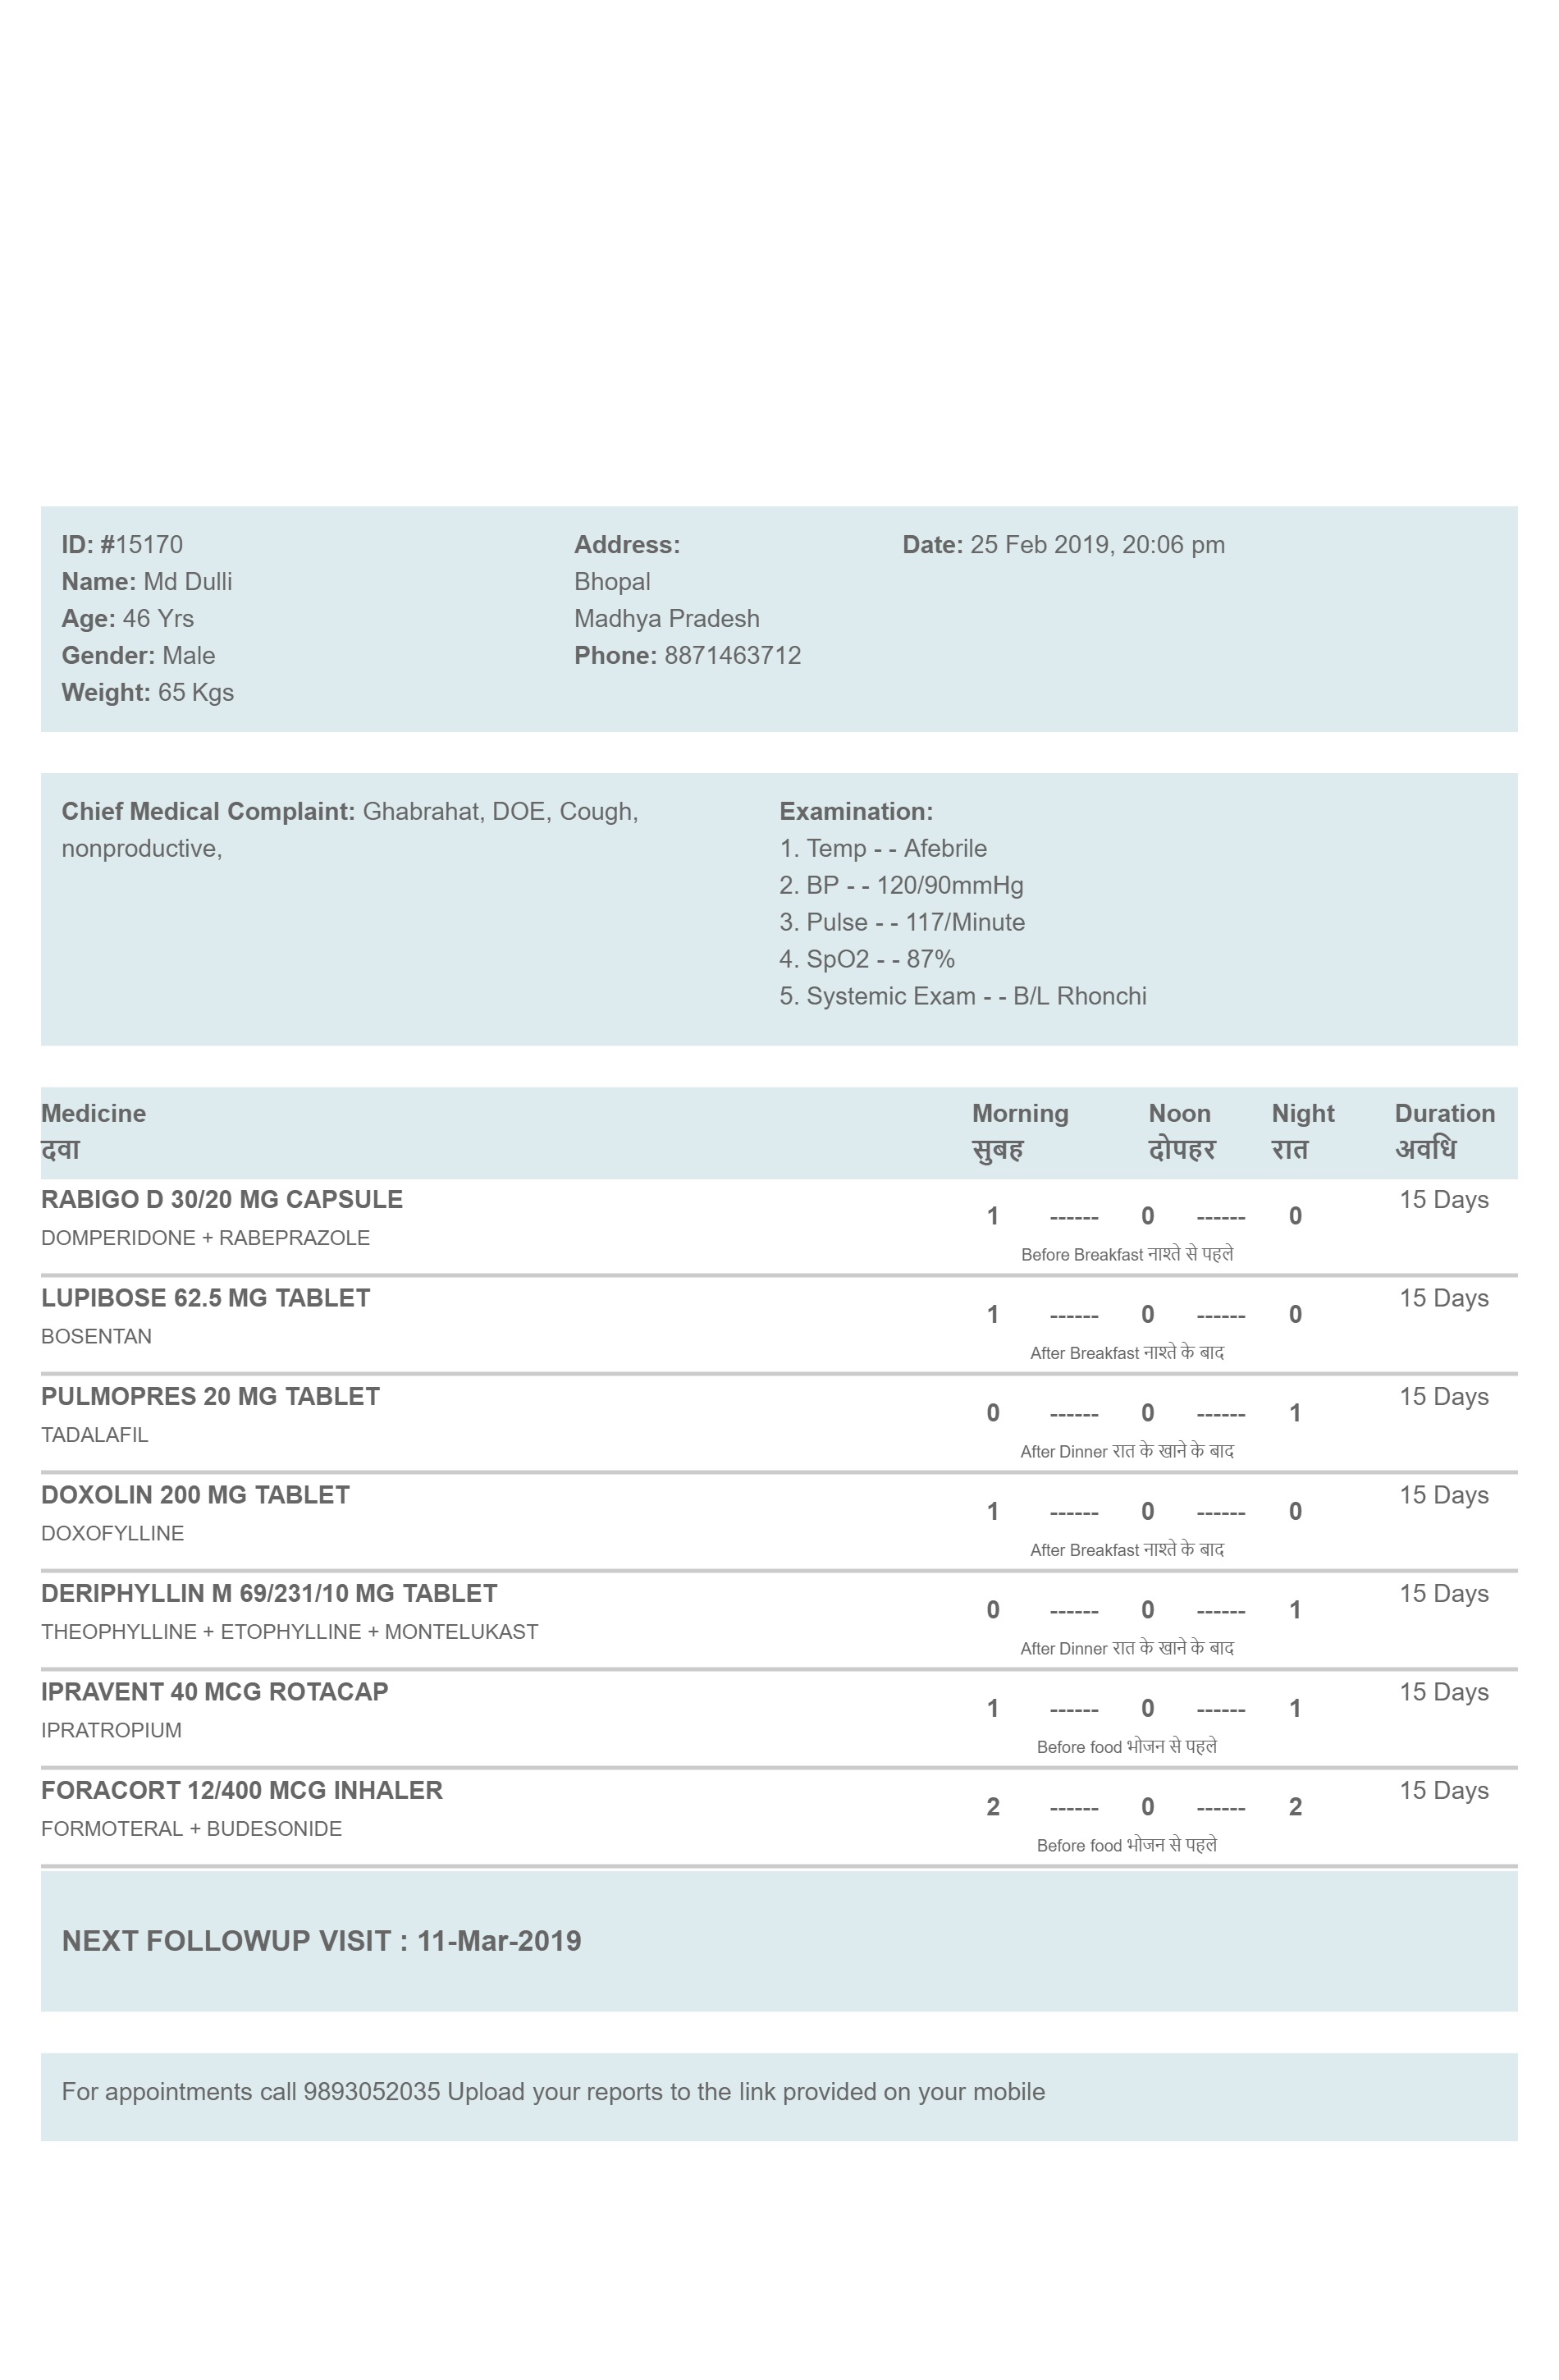 ID: #15170
Name: Md Dulli
Age: 46 Yrs
Gender: Male
Weight: 65 Kgs
Address:
Bhopal
Madhya Pradesh
Phone: 8871463712
Date: 25 Feb 2019, 20:06 pm
Chief Medical Complaint: Ghabrahat, DOE, Cough,
nonproductive,
Examination:
1. Temp - - Afebrile
2. BP - - 120/90mmHg
3. Pulse - - 117/Minute
4. SpO2 - - 87%
5. Systemic Exam - - B/L Rhonchi
Medicine Morning Noon Night Duration
दवा सुबह दोपहर रात अवधि
RABIGO D 30/20 MG CAPSULE 15 Days
1 ------ 0 ------ 0
DOMPERIDONE + RABEPRAZOLE
Before Breakfast नाश्ते से पहले
LUPIBOSE 62.5 MG TABLET 15 Days
1 ------ 0 ------ 0
BOSENTAN
After Breakfast नाश्ते के बाद
PULMOPRES 20 MG TABLET 15 Days
0 ------ 0 ------ 1
TADALAFIL
After Dinner रात के खाने के बाद
DOXOLIN 200 MG TABLET 15 Days
1 ------ 0 ------ 0
DOXOFYLLINE
After Breakfast नाश्ते के बाद
DERIPHYLLIN M 69/231/10 MG TABLET 15 Days
0 ------ 0 ------ 1
THEOPHYLLINE + ETOPHYLLINE + MONTELUKAST
After Dinner रात के खाने के बाद
IPRAVENT 40 MCG ROTACAP 15 Days
1 ------ 0 ------ 1
IPRATROPIUM
Before food भोजन से पहले
FORACORT 12/400 MCG INHALER 15 Days
2 ------ 0 ------ 2
FORMOTERAL + BUDESONIDE
Before food भोजन से पहले
NEXT FOLLOWUP VISIT : 11-Mar-2019
For appointments call 9893052035 Upload your reports to the link provided on your mobile